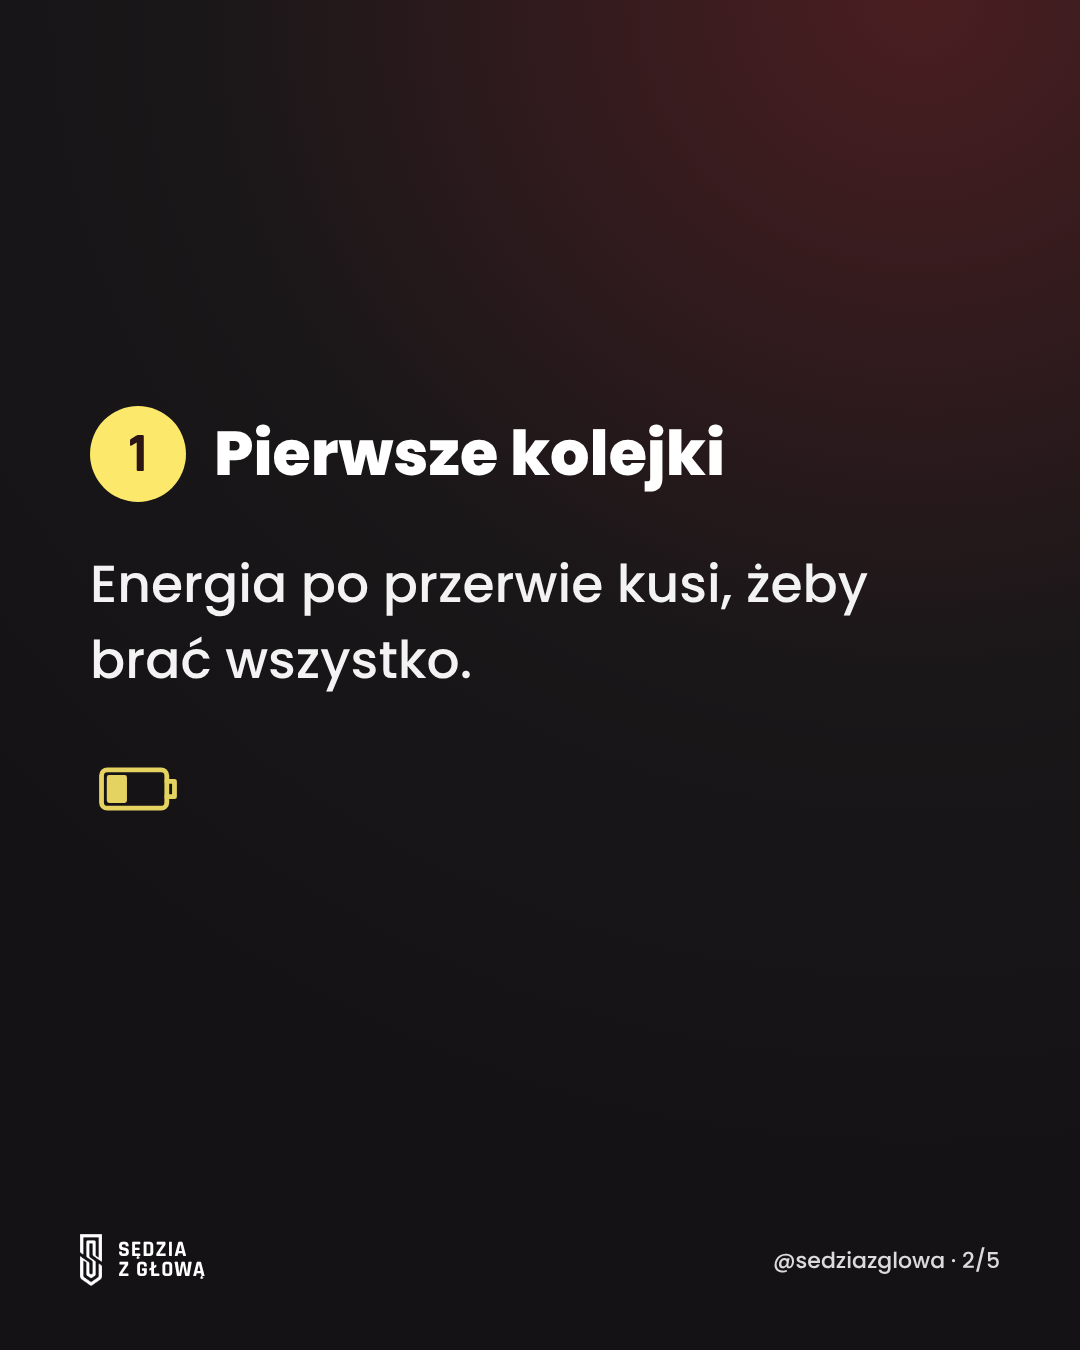 1 Pierwsze kolejki
Energia po przerwie kusi, żeby
brać wszystko.
SĘDZIA
Z GŁOWĄ
@sedziazglowa · 2/5